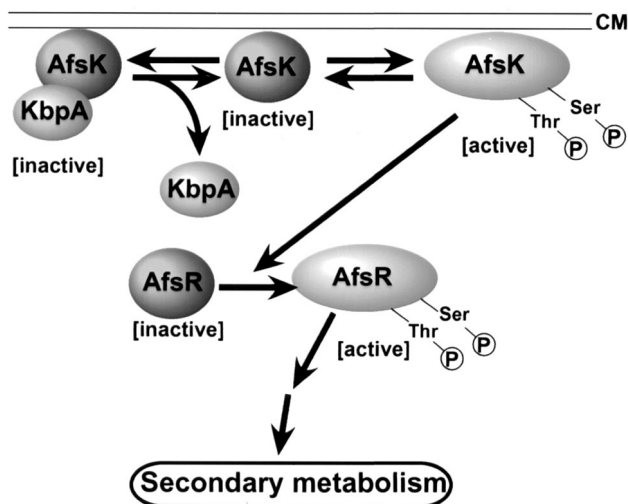 CM
AfsK
AfsK
AfsK
KbpA
[inactive]
[inactive]
Ser
Thr
P
P
[active]
KbpA
AfsR
[inactive]
AfsR
Ser
Thr
P
P
[active]
Secondary metabolism